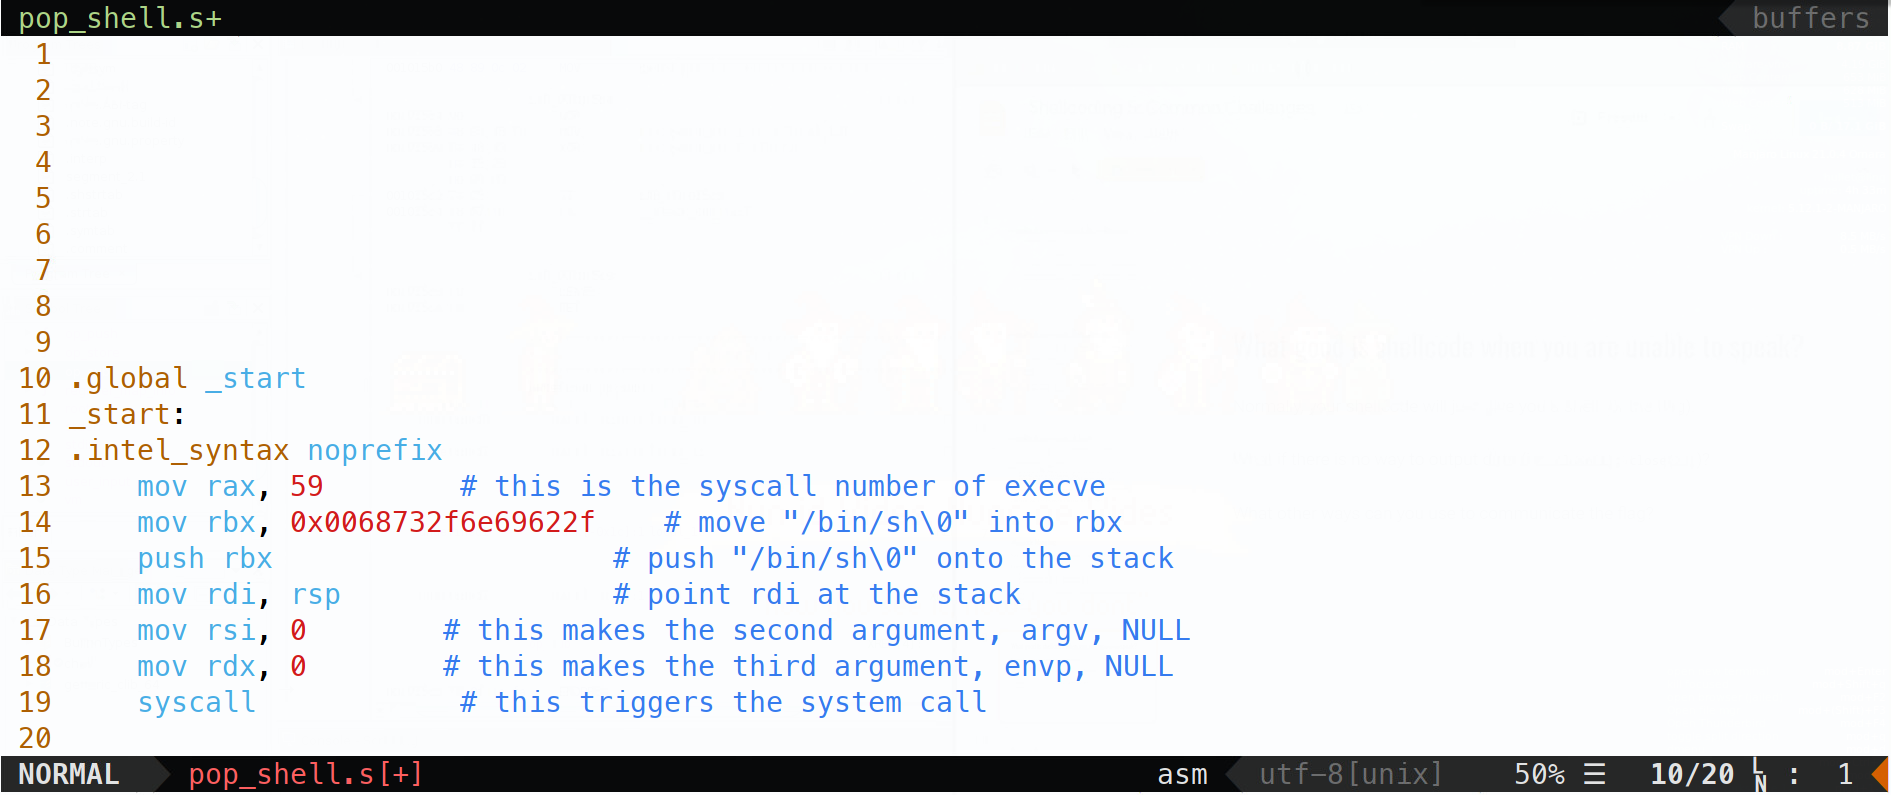 pop_shell.s+ buffers
1
2
3
4
5
6
7
8
9
10 .global _start
11 _start:
12 .intel_syntax noprefix
13 mov rax, 59 # this is the syscall number of execve
14 mov rbx, 0x0068732f6e69622f # move "/bin/sh\0" into rbx
15 push rbx # push "/bin/sh\0" onto the stack
16 mov rdi, rsp # point rdi at the stack
17 mov rsi, 0 # this makes the second argument, argv, NULL
18 mov rdx, 0 # this makes the third argument, envp, NULL
19 syscall # this triggers the system call
20
NORMAL pop_shell.s[+] asm utf-8[unix] 50% ☰ 10/20 LN : 1